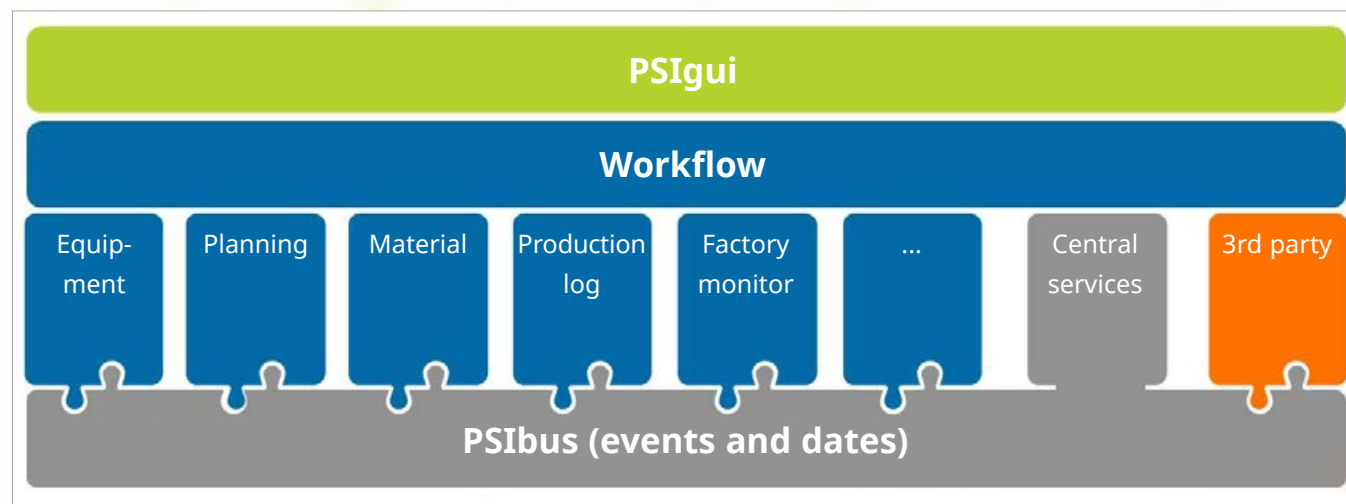 PSIgui
Workflow
Equip-
ment
Planning
Material
Production
log
Factory
monitor
...
Central
services
3rd party
PSIbus (events and dates)